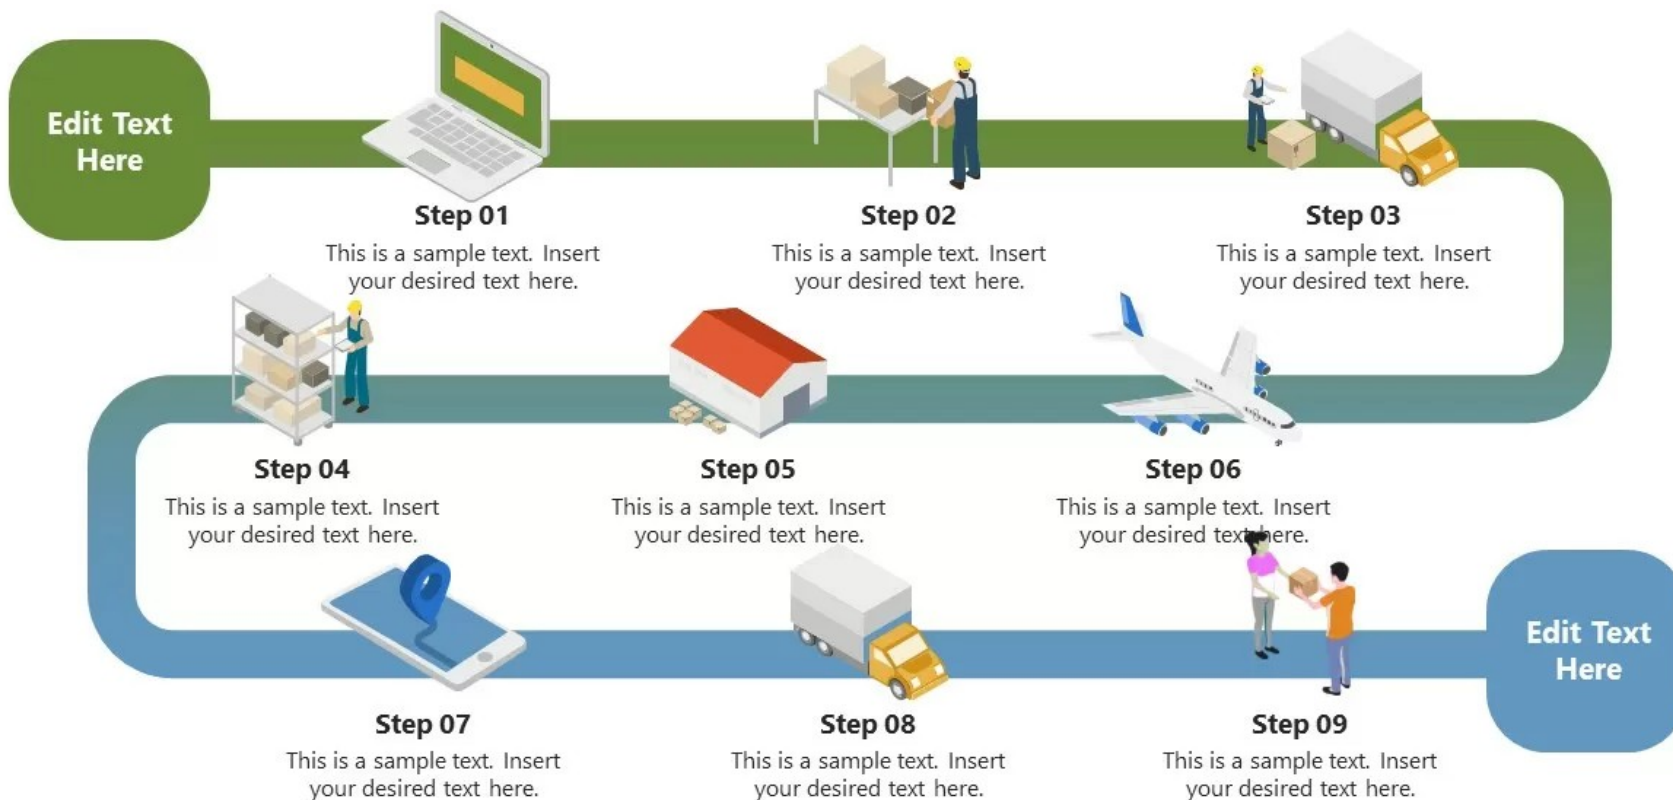 Edit Text
Here
Step 01
This is a sample text. Insert
your desired text here.
Step 02
This is a sample text. Insert
your desired text here.
Step 03
This is a sample text. Insert
your desired text here.
Step 04
This is a sample text. Insert
your desired text here.
Step 05
This is a sample text. Insert
your desired text here.
Step 06
This is a sample text. Insert
your desired text here.
Step 07
This is a sample text. Insert
your desired text here.
Step 08
This is a sample text. Insert
your desired text here.
Step 09
This is a sample text. Insert
your desired text here.
Edit Text
Here